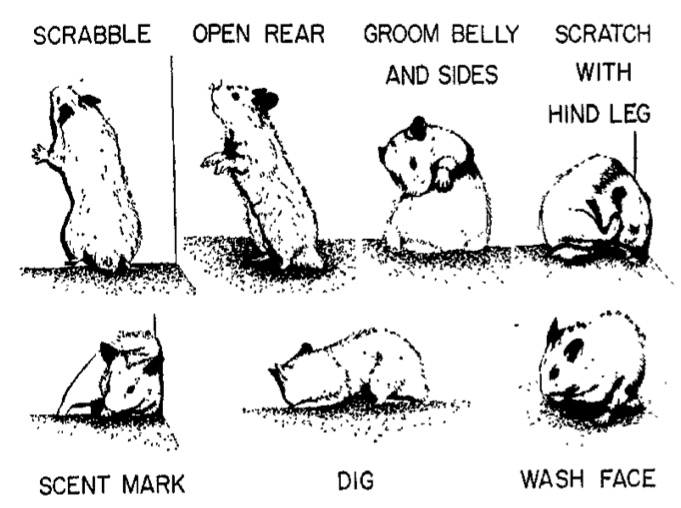 SCRABBLE
OPEN REAR
GROOM BELLY
AND SIDES
SCRATCH
WITH
HIND LEG
SCENT MARK
DIG
WASH FACE